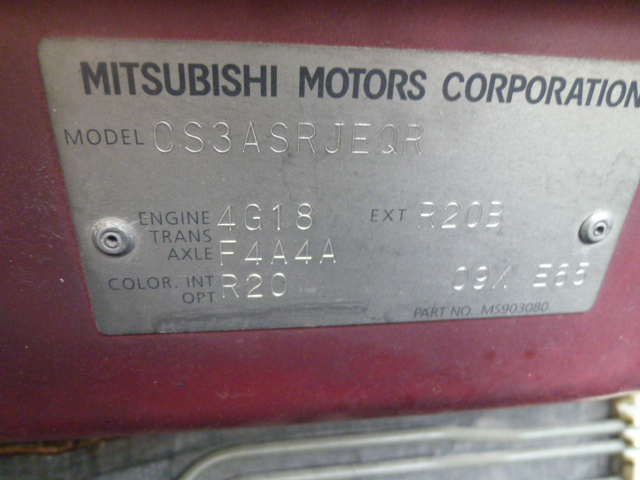 MITSUBISHI MOTORS CORPORATION
MODEL CS3ASRJEQR
ENGINE 4G18 EXT R20B
TRANS
AXLE F4A4A
COLOR. INT R20 09X E65
OPT
PART NO. MS903080